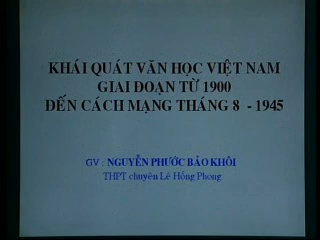 KHÁI QUÁT VĂN HỌC VIỆT NAM
GIAI ĐOẠN TỪ 1900
ĐẾN CÁCH MẠNG THÁNG 8 - 1945
GV : NGUYỄN PHƯỚC BẢO KHÔI
THPT chuyên Lê Hồng Phong